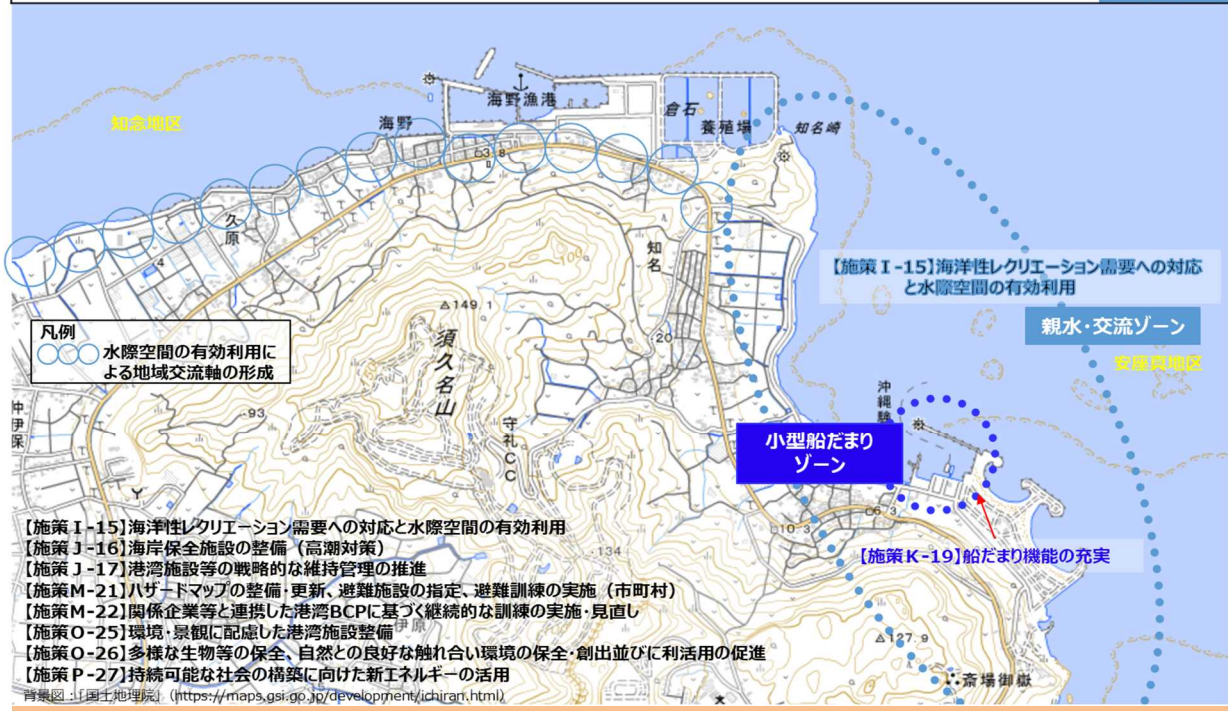 知念地区
海野漁港
海野
倉石
養殖場
知名崎
3.8
久原
4
知名
100
【施策Ⅰ-15】海洋性レクリエーション需要への対応
と水際空間の有効利用
親水・交流ゾーン
安座真地区
凡例
水際空間の有効利用に
よる地域交流軸の形成
149.1
須久名山
20
沖縄
仲伊保
93
守礼CC
小型船だまり
ゾーン
6.3
10.3
【施策K-19】船だまり機能の充実
134
【施策Ⅰ-15】海洋性レクリエーション需要への対応と水際空間の有効利用
【施策J-16】海岸保全施設の整備（高潮対策）
【施策J-17】港湾施設等の戦略的な維持管理の推進
【施策M-21】ハザードマップの整備・更新、避難施設の指定、避難訓練の実施（市町村）
【施策M-22】関係企業等と連携した港湾BCPに基づく継続的な訓練の実施・見直し
【施策O-25】環境・景観に配慮した港湾施設整備
伊原
【施策O-26】多様な生物等の保全、自然との良好な触れ合い環境の保全・創出並びに利活用の促進
【施策P-27】持続可能な社会の構築に向けた新エネルギーの活用
127.9
斎場御嶽
背景図：「国土地理院」（https://maps.gsi.go.jp/development/ichiran.html）